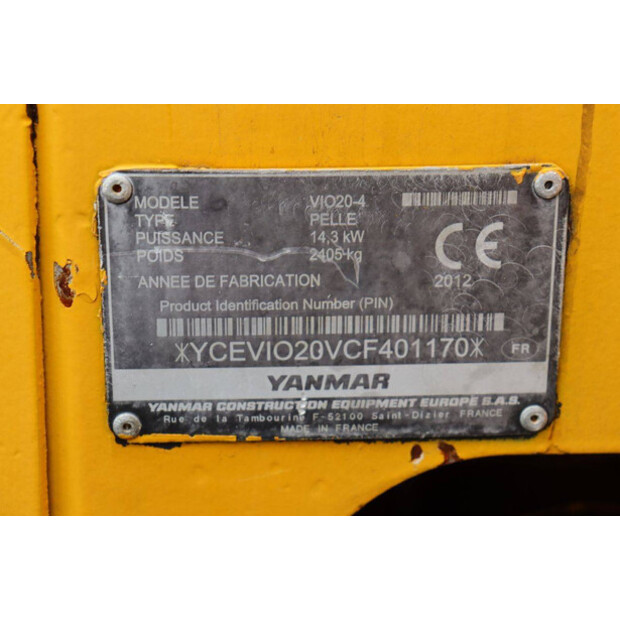 MODELE VIO20-4
TYPE PELLE
PUISSANCE 14.3 kW
POIDS 2405 kg
CE
ANNEE DE FABRICATION 2012
Product Identification Number (PIN)
*YCEVIO20VCF401170*
FR
YANMAR
YANMAR CONSTRUCTION EQUIPMENT EUROPE S.A.S.
Rue de la Tambourine F-52100 Saint-Dizier FRANCE
MADE IN FRANCE